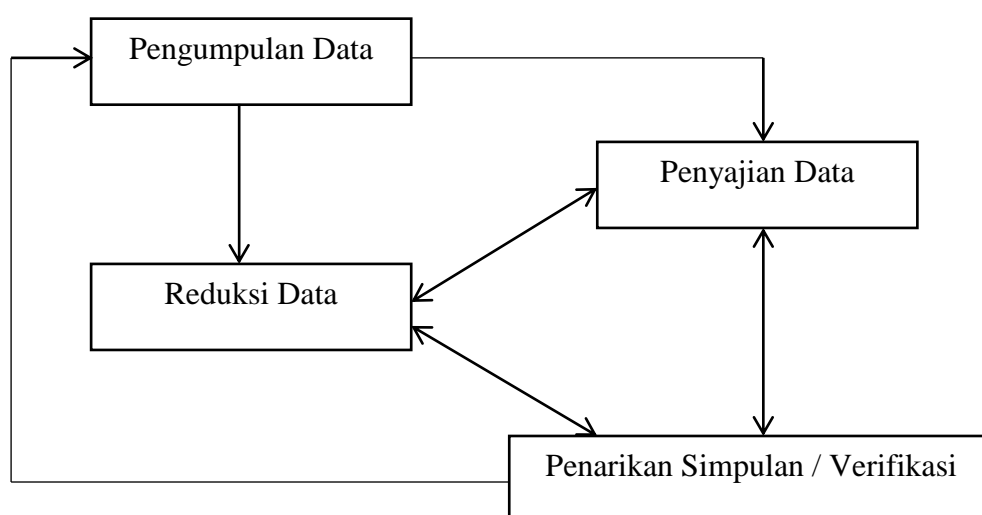 Pengumpulan Data
Penyajian Data
Reduksi Data
Penarikan Simpulan / Verifikasi